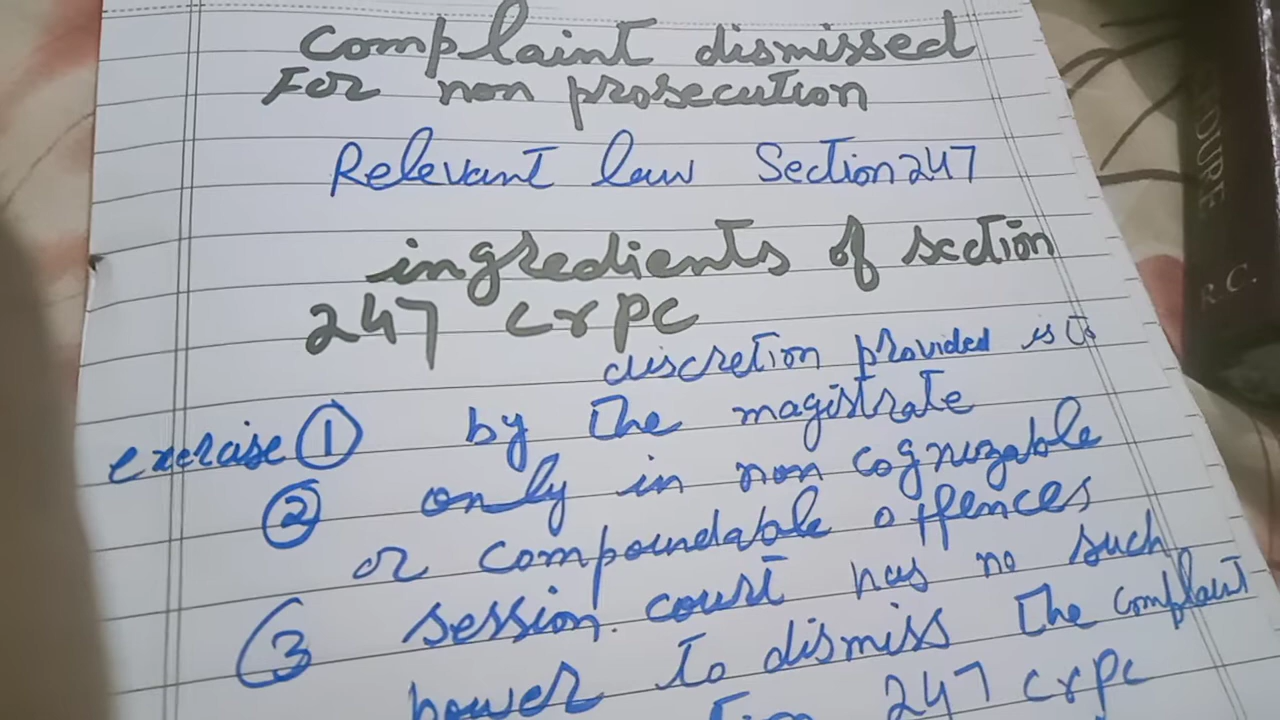 complaint dismissed
For non prosecution
Relevant law Section 247
ingredients of section
247 crpc
discretion provided is to
exercise ① by the magistrate
② only in non cognizable
or compoundable offences
③ session court has no such
power to dismiss the complaint
247 crpc
EDURE
R.C.